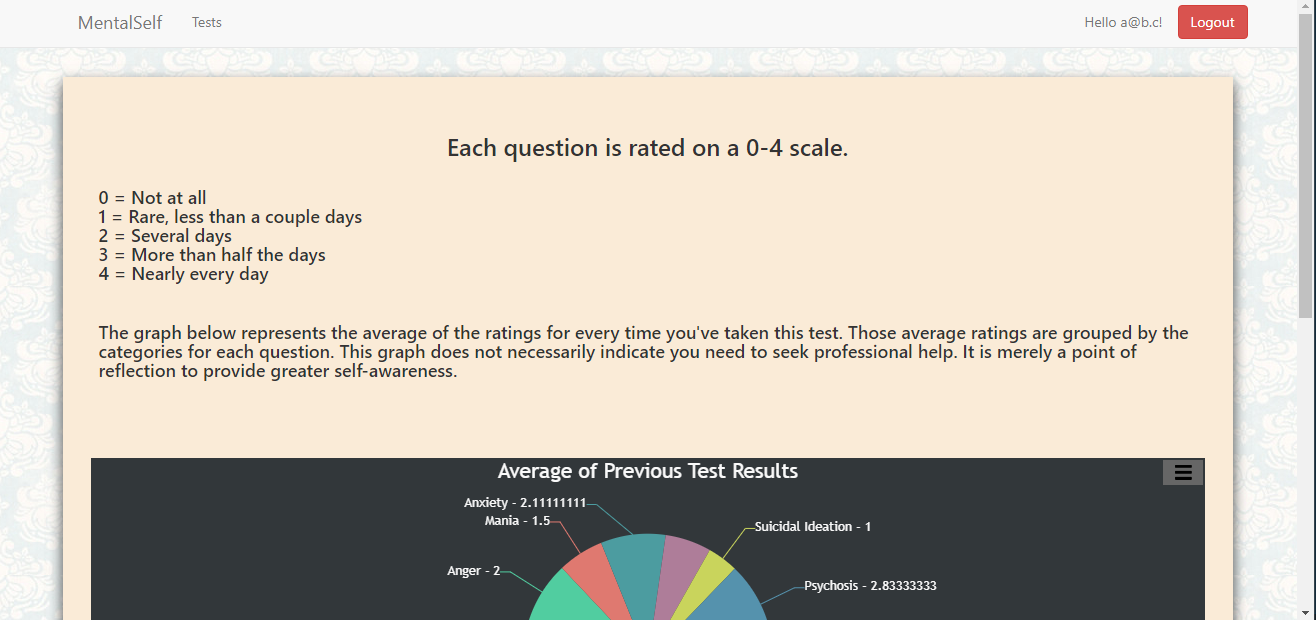 MentalSelf Tests Hello a@b.c! Logout
Each question is rated on a 0-4 scale.
0 = Not at all
1 = Rare, less than a couple days
2 = Several days
3 = More than half the days
4 = Nearly every day
The graph below represents the average of the ratings for every time you've taken this test. Those average ratings are grouped by the
categories for each question. This graph does not necessarily indicate you need to seek professional help. It is merely a point of
reflection to provide greater self-awareness.
Average of Previous Test Results
Anxiety - 2.11111111
Mania - 1.5
Suicidal Ideation - 1
Anger - 2
Psychosis - 2.83333333